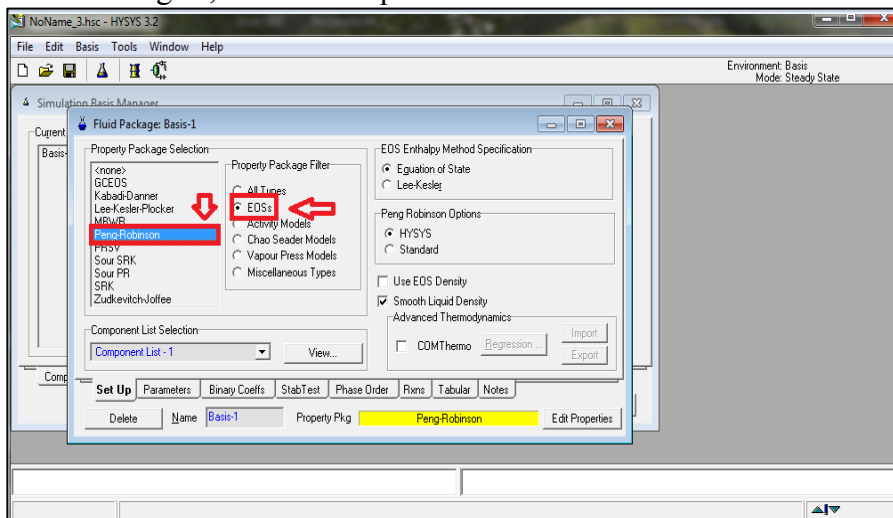 NoName_3.hsc - HYSYS 3.2
File Edit Basis Tools Window Help
Environment: Basis
Mode: Steady State
Simulation Basis Manager
Fluid Package: Basis-1
Property Package Selection
<none>
GCEOS
Kabadi-Danner
Lee-Kesler-Plocker
MBWR
Peng-Robinson
PRSV
Sour SRK
Sour PR
SRK
Zudkevitch-Joffee
Property Package Filter
All Types
EOSs
Activity Models
Chao Seader Models
Vapour Press Models
Miscellaneous Types
EOS Enthalpy Method Specification
Equation of State
Lee-Kesler
Peng Robinson Options
HYSYS
Standard
Use EOS Density
Smooth Liquid Density
Advanced Thermodynamics
COMThermo Regression ... Import
Export
Component List Selection
Component List - 1 View...
Set Up Parameters Binary Coeffs StabTest Phase Order Rxns Tabular Notes
Delete Name Basis-1 Property Pkg Peng-Robinson Edit Properties
Current
Basis-
Comp